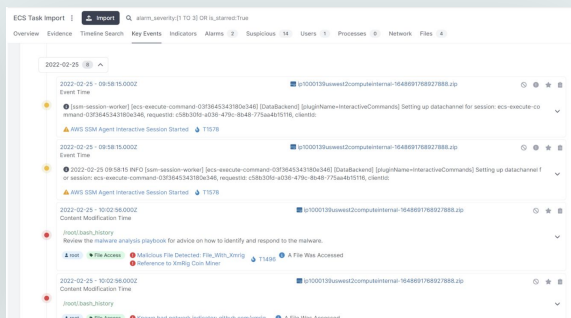 ECS Task Import
Import
alarm_severity:[1 TO 3] OR is_starred:True
Overview Evidence Timeline Search Key Events Indicators Alarms 2 Suspicious 14 Users 1 Processes 0 Network Files 4
2022-02-25 8
2022-02-25 - 09:58:15.000Z ip1000139uswest2computeinternal-1648691768927888.zip
Event Time
[ssm-session-worker] [ecs-execute-command-03f3645343180e346] [DataBackend] [pluginName=InteractiveCommands] Setting up datachannel for session: ecs-execute-co
mmand-03f3645343180e346, requestId: c58b30fd-a036-479c-8b48-775aa4b15116, clientId:
AWS SSM Agent Interactive Session Started T1578
2022-02-25 - 09:58:15.000Z ip1000139uswest2computeinternal-1648691768927888.zip
Event Time
2022-02-25 09:58:15 INFO [ssm-session-worker] [ecs-execute-command-03f3645343180e346] [DataBackend] [pluginName=InteractiveCommands] Setting up datachannel f
or session: ecs-execute-command-03f3645343180e346, requestId: c58b30fd-a036-479c-8b48-775aa4b15116, clientId:
AWS SSM Agent Interactive Session Started T1578
2022-02-25 - 10:02:56.000Z ip1000139uswest2computeinternal-1648691768927888.zip
Content Modification Time
/root/.bash_history
Review the malware analysis playbook for advice on how to identify and respond to the malware.
root File Access Malicious File Detected: File_With_Xmrig T1496 A File Was Accessed
Reference to XmRig Coin Miner
2022-02-25 - 10:02:56.000Z ip1000139uswest2computeinternal-1648691768927888.zip
Content Modification Time
/root/.bash_history
root File Access